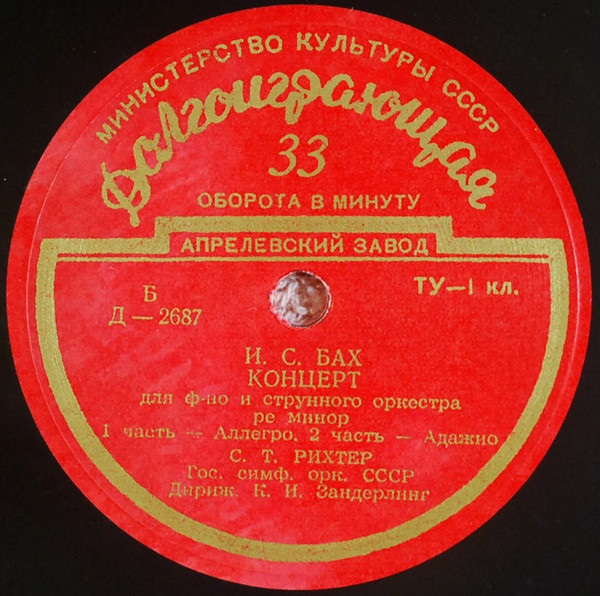 МИНИСТЕРСТВО КУЛЬТУРЫ СССР
Долгоиграющая
33
ОБОРОТА В МИНУТУ
АПРЕЛЕВСКИЙ ЗАВОД
Б
Д — 2687
ТУ—1 кл.
И. С. БАХ
КОНЦЕРТ
для ф-но и струнного оркестра
ре минор
1 часть — Аллегро, 2 часть — Адажио
С. Т. РИХТЕР
Гос. симф. орк. СССР
Дириж. К. И. Зандерлинг